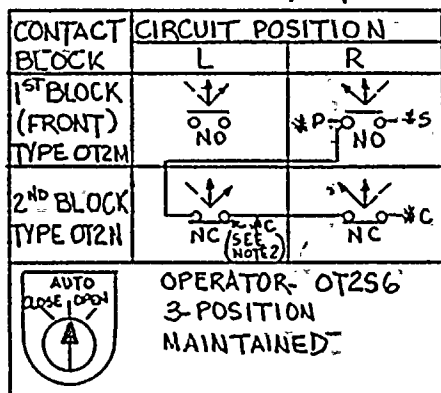 CONTACT BLOCK
CIRCUIT POSITION
L
R
1ST BLOCK
(FRONT)
TYPE OT2M
NO
*P
*S
NO
2ND BLOCK
TYPE OT2N
NC
*C
(SEE
NOTE 2)
NC
*C
AUTO
CLOSE
OPEN
OPERATOR- OT2S6
3-POSITION
MAINTAINED